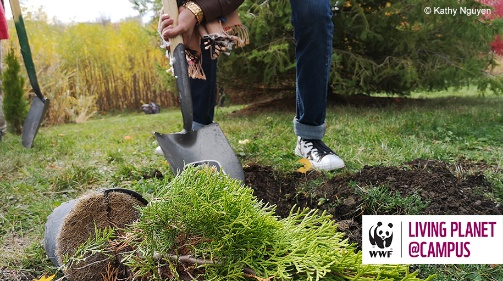 © Kathy Nguyen
LIVING PLANET
@CAMPUS
WWF